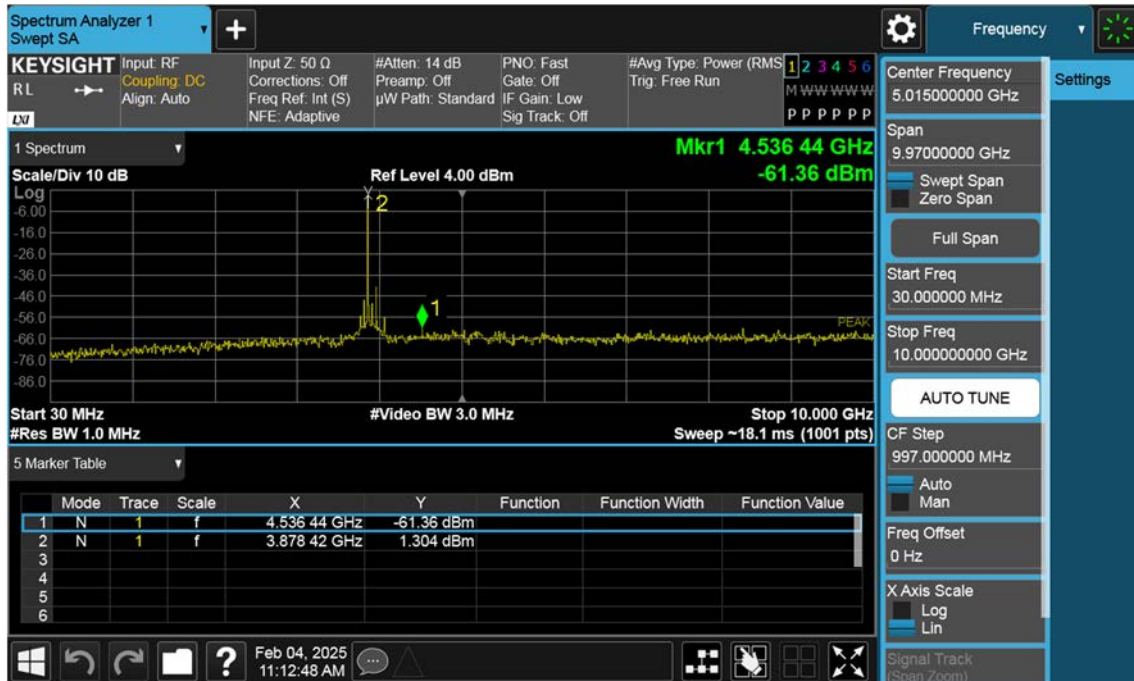 Spectrum Analyzer 1
Swept SA
+
Frequency
KEYSIGHT
RL
LXI
Input: RF
Coupling: DC
Align: Auto
Input Z: 50 Ω
Corrections: Off
Freq Ref: Int (S)
NFE: Adaptive
#Atten: 14 dB
Preamp: Off
µW Path: Standard
PNO: Fast
Gate: Off
IF Gain: Low
Sig Track: Off
#Avg Type: Power (RMS
Trig: Free Run
1 2 3 4 5 6
M W W W W W
P P P P P P
Center Frequency
5.015000000 GHz
Settings
Span
9.97000000 GHz
Swept Span
Zero Span
Full Span
Start Freq
30.000000 MHz
Stop Freq
10.000000000 GHz
AUTO TUNE
CF Step
997.000000 MHz
Auto
Man
Freq Offset
0 Hz
X Axis Scale
Log
Lin
Signal Track
(Span Zoom)
1 Spectrum
Mkr1 4.536 44 GHz
-61.36 dBm
Scale/Div 10 dB
Ref Level 4.00 dBm
Log
-6.00
-16.0
-26.0
-36.0
-46.0
-56.0
-66.0
-76.0
-86.0
2
1
PEAK
Start 30 MHz
#Video BW 3.0 MHz
Stop 10.000 GHz
#Res BW 1.0 MHz
Sweep ~18.1 ms (1001 pts)
5 Marker Table
Mode Trace Scale X Y Function Function Width Function Value
1 N 1 f 4.536 44 GHz -61.36 dBm
2 N 1 f 3.878 42 GHz 1.304 dBm
3
4
5
6
?
Feb 04, 2025
11:12:48 AM